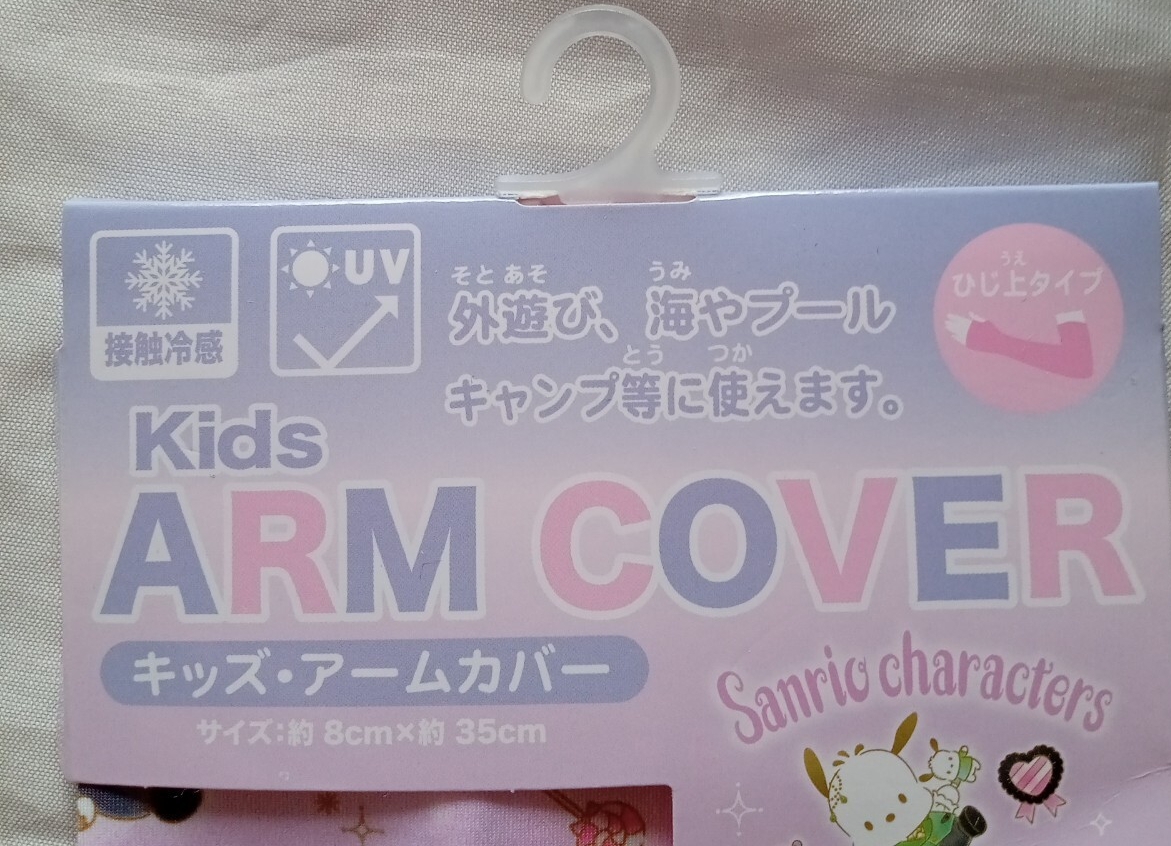 接触冷感
UV
そとあそ うみ
外遊び、海やプール
とう つか
キャンプ等に使えます。
うえ
ひじ上タイプ
Kids
ARM COVER
キッズ・アームカバー
サイズ:約 8cm×約 35cm
Sanrio characters